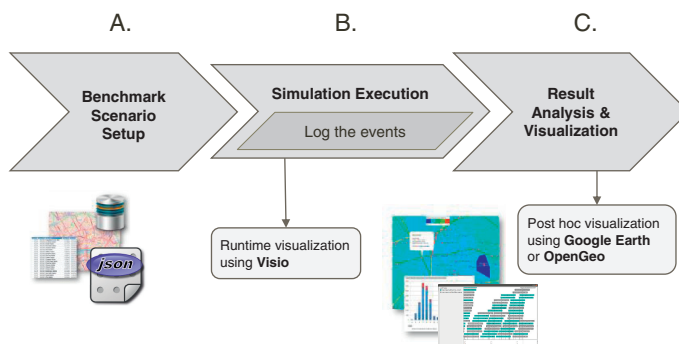 A.
B.
C.
Benchmark
Scenario
Setup
Simulation Execution
Log the events
Result
Analysis &
Visualization
json
Runtime visualization
using Visio
Post hoc visualization
using Google Earth
or OpenGeo